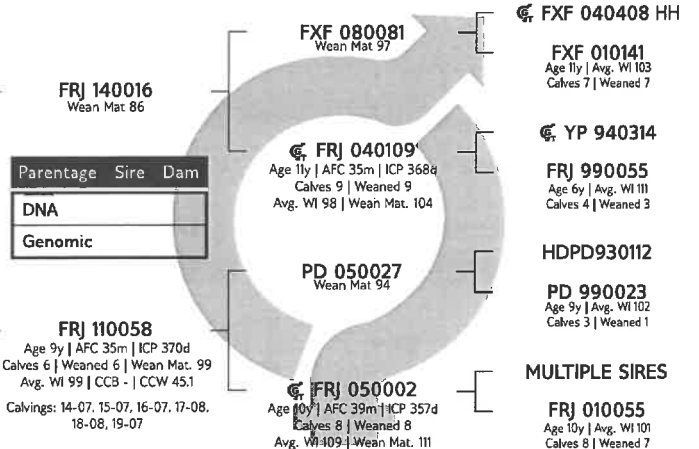 FXF 040408 HH
FXF 080081
Wean Mat 97
FXF 010141
Age 11y | Avg. WI 103
Calves 7 | Weaned 7
FRJ 140016
Wean Mat 86
YP 940314
FRJ 040109
Age 11y | AFC 35m | ICP 368d
Calves 9 | Weaned 9
Avg. WI 98 | Wean Mat. 104
FRJ 990055
Age 6y | Avg. WI 111
Calves 4 | Weaned 3
Parentage Sire Dam
DNA
Genomic
HDPD930112
PD 050027
Wean Mat 94
PD 990023
Age 9y | Avg. WI 102
Calves 3 | Weaned 1
FRJ 110058
Age 9y | AFC 35m | ICP 370d
Calves 6 | Weaned 6 | Wean Mat. 99
Avg. WI 99 | CCB - | CCW 45.1
Calvings: 14-07, 15-07, 16-07, 17-08,
18-08, 19-07
MULTIPLE SIRES
FRJ 050002
Age 10y | AFC 39m | ICP 357d
Calves 8 | Weaned 8
Avg. WI 109 | Wean Mat. 111
FRJ 010055
Age 10y | Avg. WI 101
Calves 8 | Weaned 7